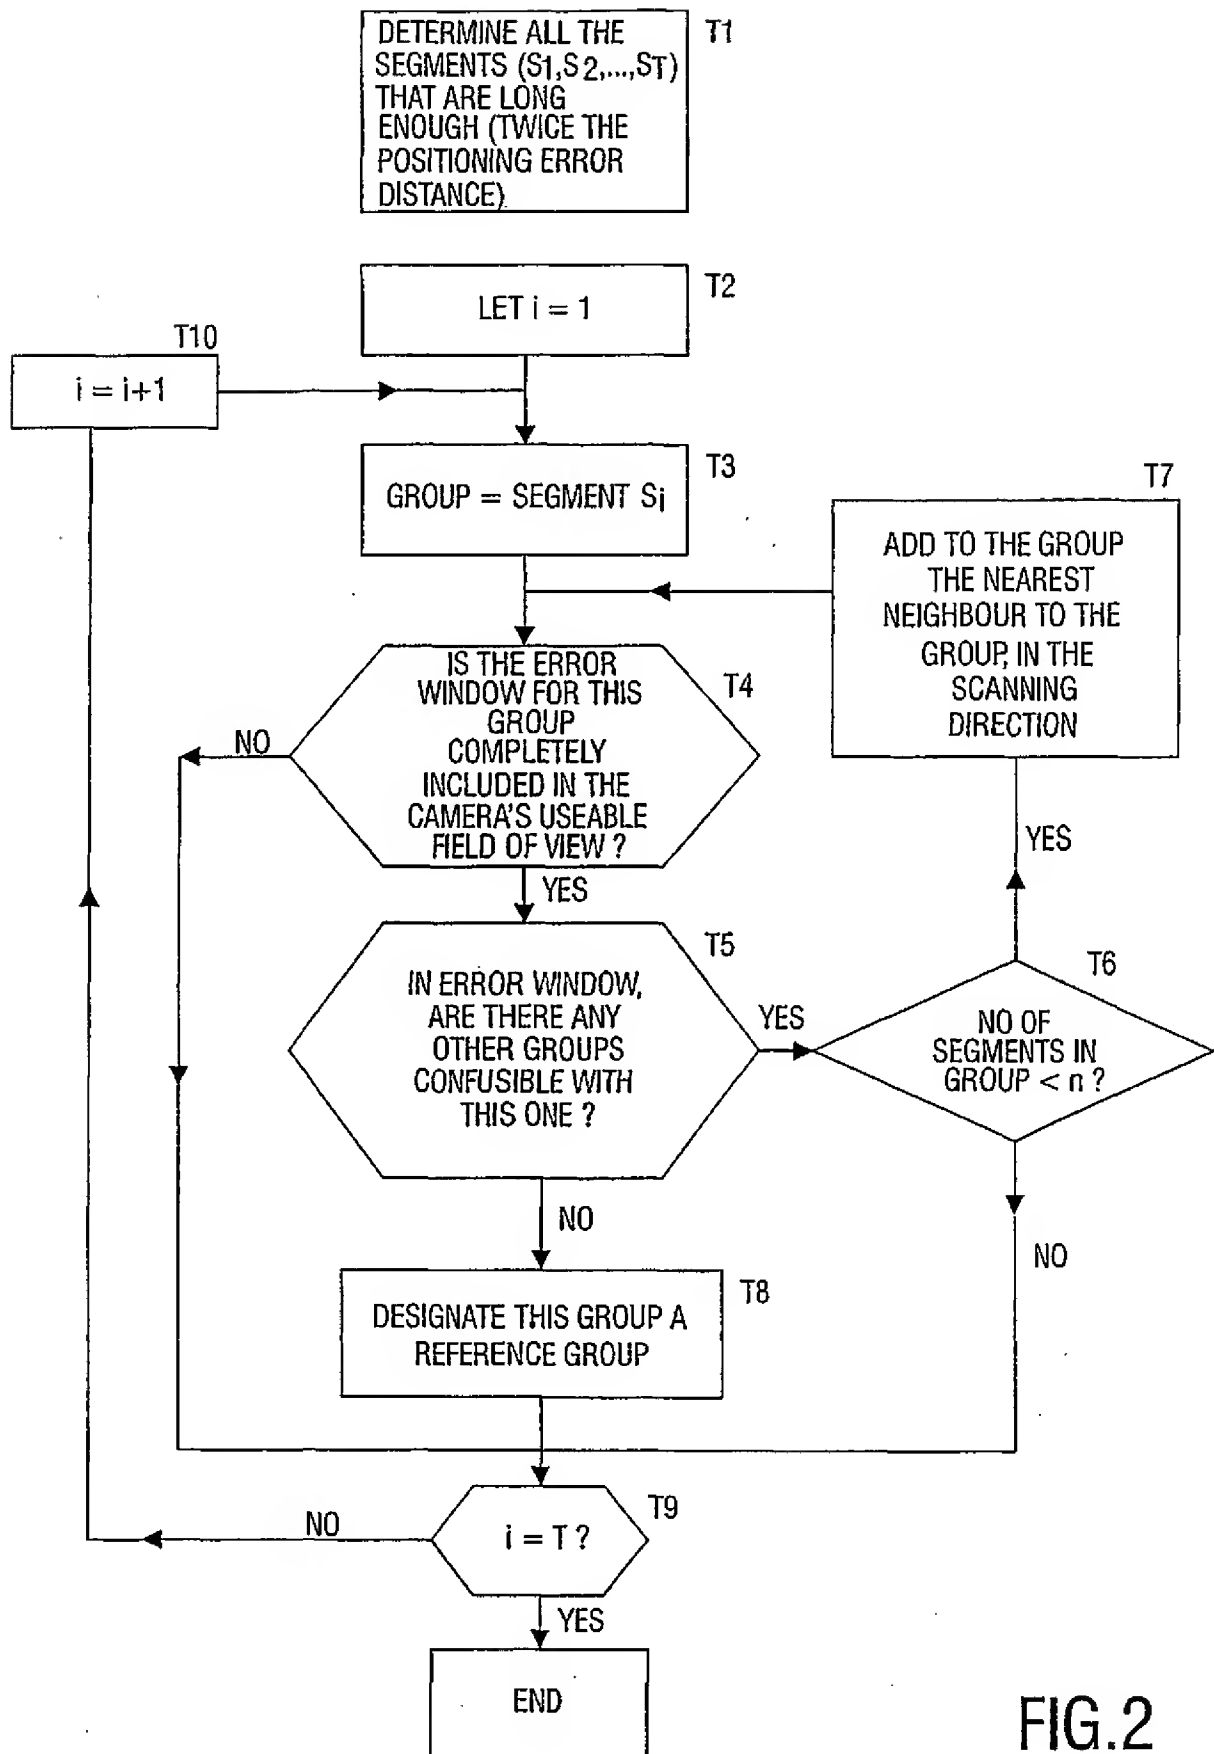 DETERMINE ALL THE
SEGMENTS (S1,S2,...,ST)
THAT ARE LONG
ENOUGH (TWICE THE
POSITIONING ERROR
DISTANCE)
T1
LET i = 1
T2
T10
i = i+1
GROUP = SEGMENT Si
T3
T7
ADD TO THE GROUP
THE NEAREST
NEIGHBOUR TO THE
GROUP, IN THE
SCANNING
DIRECTION
IS THE ERROR
WINDOW FOR THIS
GROUP
COMPLETELY
INCLUDED IN THE
CAMERA'S USEABLE
FIELD OF VIEW ?
T4
NO
YES
YES
IN ERROR WINDOW,
ARE THERE ANY
OTHER GROUPS
CONFUSIBLE WITH
THIS ONE ?
T5
YES
T6
NO OF
SEGMENTS IN
GROUP < n ?
NO
NO
DESIGNATE THIS GROUP A
REFERENCE GROUP
T8
i = T ?
T9
NO
YES
END
FIG.2